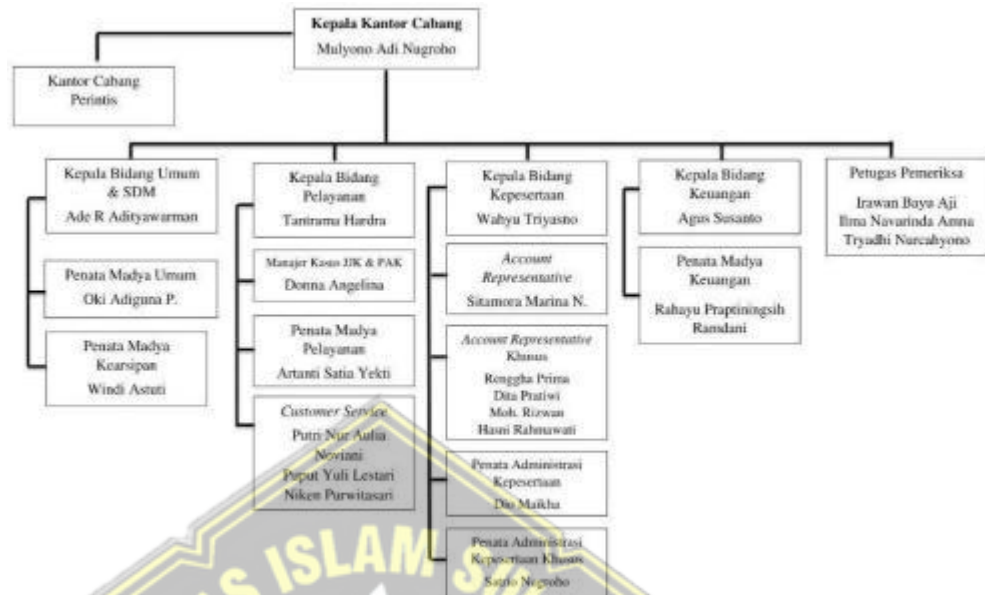 Kepala Kantor Cabang
Mulyono Adi Nugroho
Kantor Cabang
Perintis
Kepala Bidang Umum
& SDM
Ade R Adityawarman
Penata Madya Umum
Oki Adiguna P.
Penata Madya
Kearsipan
Windi Astuti
Kepala Bidang
Pelayanan
Tantrama Hardra
Manajer Kasus JJK & PAK
Donna Angelina
Penata Madya
Pelayanan
Artanti Satia Yekti
Customer Service
Putri Nur Aulia
Noviani
Puput Yuli Lestari
Niken Purwitasari
Kepala Bidang
Kepesertaan
Wahyu Triyasno
Account
Representative
Sitamora Marina N.
Account Representative
Khusus
Renggha Prima
Dita Pratiwi
Moh. Rizwan
Hasni Rahmawati
Penata Administrasi
Kepesertaan
Dio Maikha
Penata Administrasi
Kepesertaan Khusus
Satrio Negroho
Kepala Bidang
Keuangan
Agus Susanto
Penata Madya
Keuangan
Rahayu Praptiningsih
Ramdani
Petugas Pemeriksa
Irawan Bayu Aji
Ilma Navarinda Amna
Tryadhi Nurcahyono
ISLAM